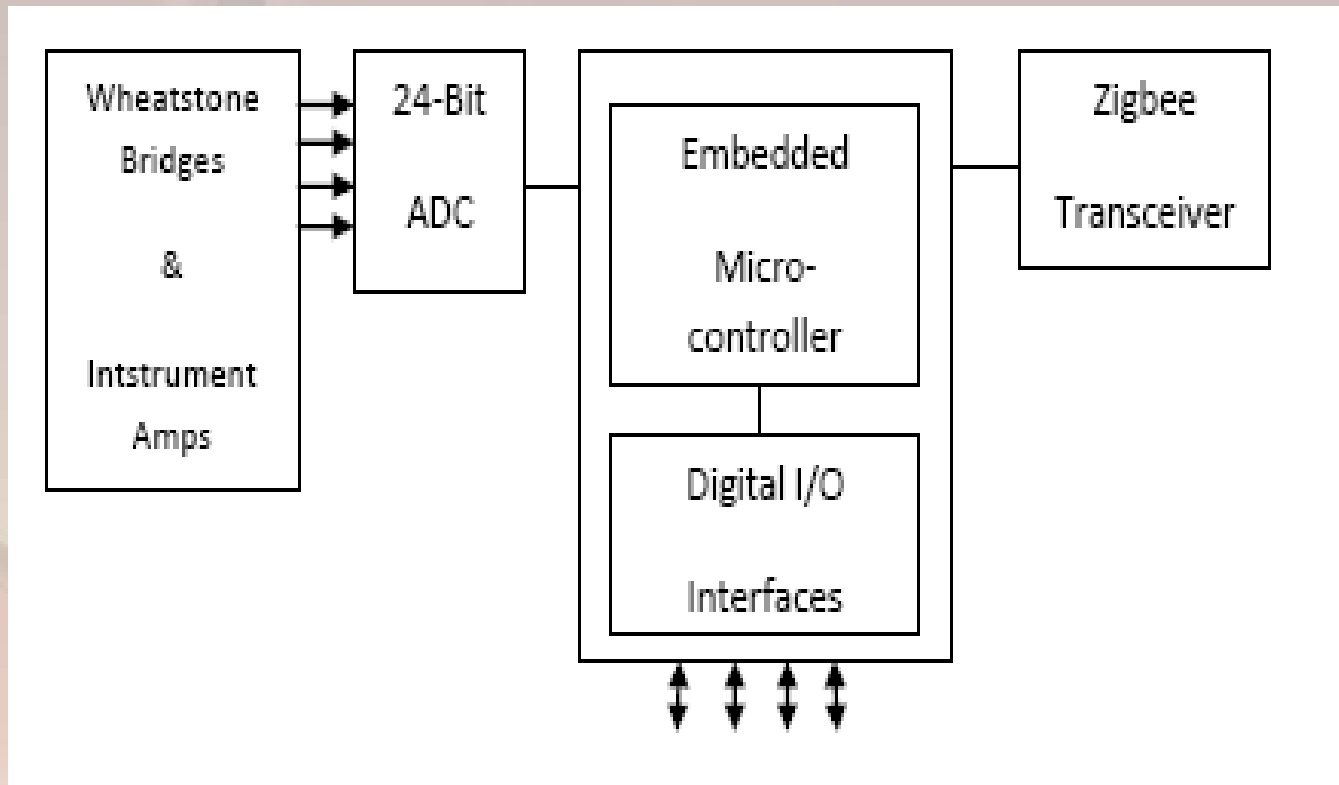 Wheatstone
Bridges
&
Intstrument
Amps
24-Bit
ADC
Embedded
Micro-
controller
Digital I/O
Interfaces
Zigbee
Transceiver